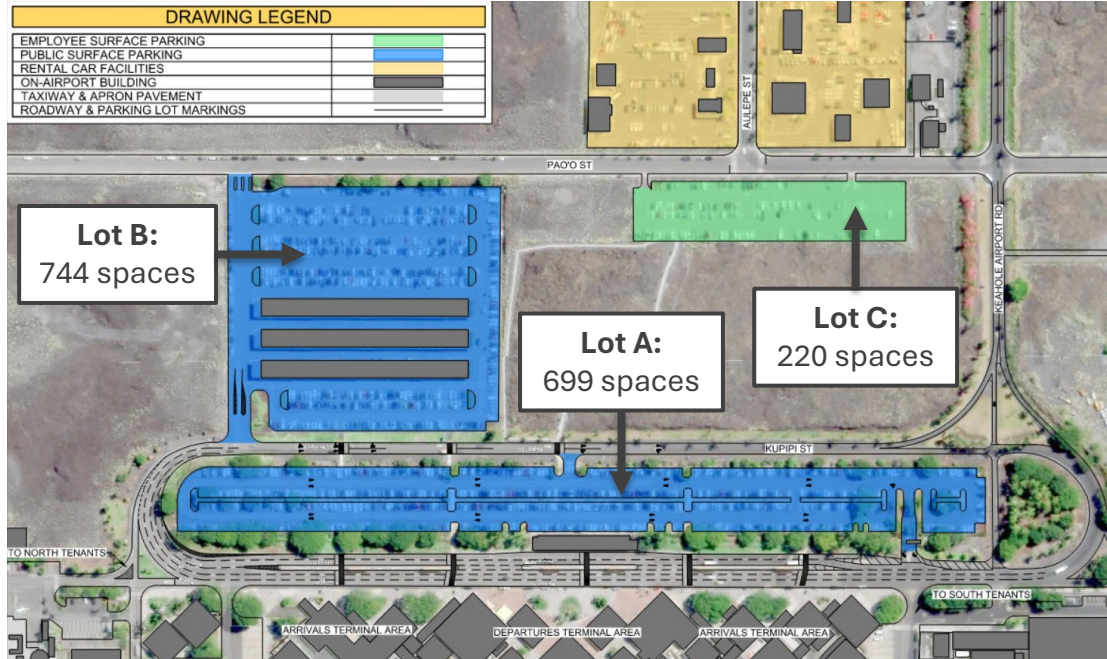 DRAWING LEGEND
EMPLOYEE SURFACE PARKING
PUBLIC SURFACE PARKING
RENTAL CAR FACILITIES
ON-AIRPORT BUILDING
TAXIWAY & APRON PAVEMENT
ROADWAY & PARKING LOT MARKINGS
AULEPE ST
PAO'O ST
Lot B:
744 spaces
KEAHOLE AIRPORT RD
Lot A:
699 spaces
Lot C:
220 spaces
KUPIPI ST
TO NORTH TENANTS
TO SOUTH TENANTS
ARRIVALS TERMINAL AREA
DEPARTURES TERMINAL AREA
ARRIVALS TERMINAL AREA